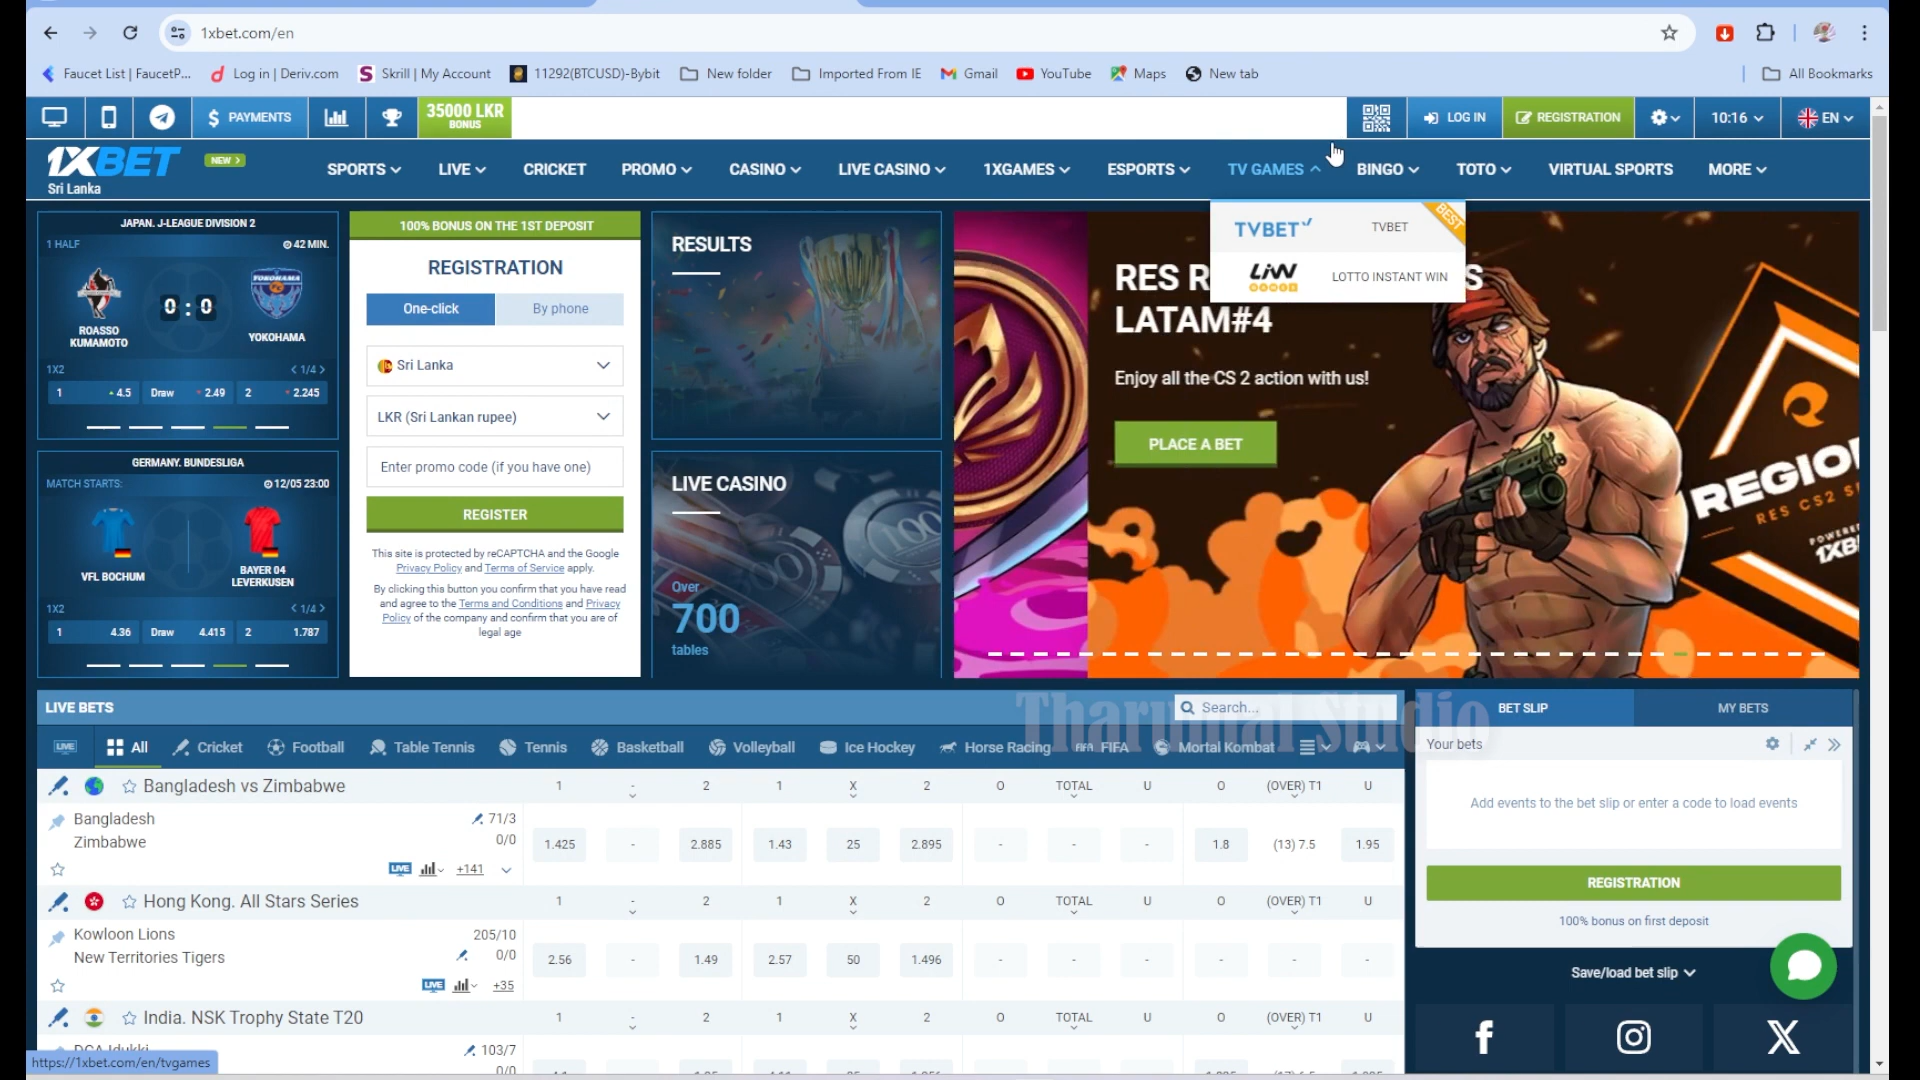 1xbet.com/en
Faucet List | FaucetP... Log in | Deriv.com Skrill | My Account 11292(BTCUSD)-Bybit New folder Imported From IE Gmail YouTube Maps New tab All Bookmarks
$ PAYMENTS 35000 LKR BONUS LOG IN REGISTRATION 10:16 EN
1XBET NEW >
Sri Lanka
SPORTS LIVE CRICKET PROMO CASINO LIVE CASINO 1XGAMES ESPORTS TV GAMES BINGO TOTO VIRTUAL SPORTS MORE
TVBET TVBET BEST
LIW LOTTO INSTANT WIN
JAPAN. J-LEAGUE DIVISION 2
1 HALF 42 MIN.
0 : 0
ROASSO KUMAMOTO YOKOHAMA
1X2 < 1/4 >
1 4.5 Draw 2.49 2 2.245
GERMANY. BUNDESLIGA
MATCH STARTS: 12/05 23:00
VFL BOCHUM BAYER 04 LEVERKUSEN
1X2 < 1/4 >
1 4.36 Draw 4.415 2 1.787
100% BONUS ON THE 1ST DEPOSIT
REGISTRATION
One-click By phone
Sri Lanka
LKR (Sri Lankan rupee)
Enter promo code (if you have one)
REGISTER
This site is protected by reCAPTCHA and the Google
Privacy Policy and Terms of Service apply.
By clicking this button you confirm that you have read
and agree to the Terms and Conditions and Privacy
Policy of the company and confirm that you are of
legal age
RESULTS
LIVE CASINO
Over
700
tables
RES R S
LATAM#4
Enjoy all the CS 2 action with us!
PLACE A BET
REGIO
RES CS2 S
POWERE
1XB
Tharunnal Studio
LIVE BETS Search...
LIVE All Cricket Football Table Tennis Tennis Basketball Volleyball Ice Hockey Horse Racing FIFA FIFA Mortal Kombat
Bangladesh vs Zimbabwe 1 - 2 1 X 2 O TOTAL U O (OVER) T1 U
Bangladesh 71/3
Zimbabwe 0/0
1.425 - 2.885 1.43 25 2.895 - - - 1.8 (13) 7.5 1.95
LIVE +141
Hong Kong. All Stars Series 1 - 2 1 X 2 O TOTAL U O (OVER) T1 U
Kowloon Lions 205/10
New Territories Tigers 0/0
2.56 - 1.49 2.57 50 1.496 - - - - - -
LIVE +35
India. NSK Trophy State T20 1 - 2 1 X 2 O TOTAL U O (OVER) T1 U
103/7
0/0
https://1xbet.com/en/tvgames
BET SLIP MY BETS
Your bets
Add events to the bet slip or enter a code to load events
REGISTRATION
100% bonus on first deposit
Save/load bet slip